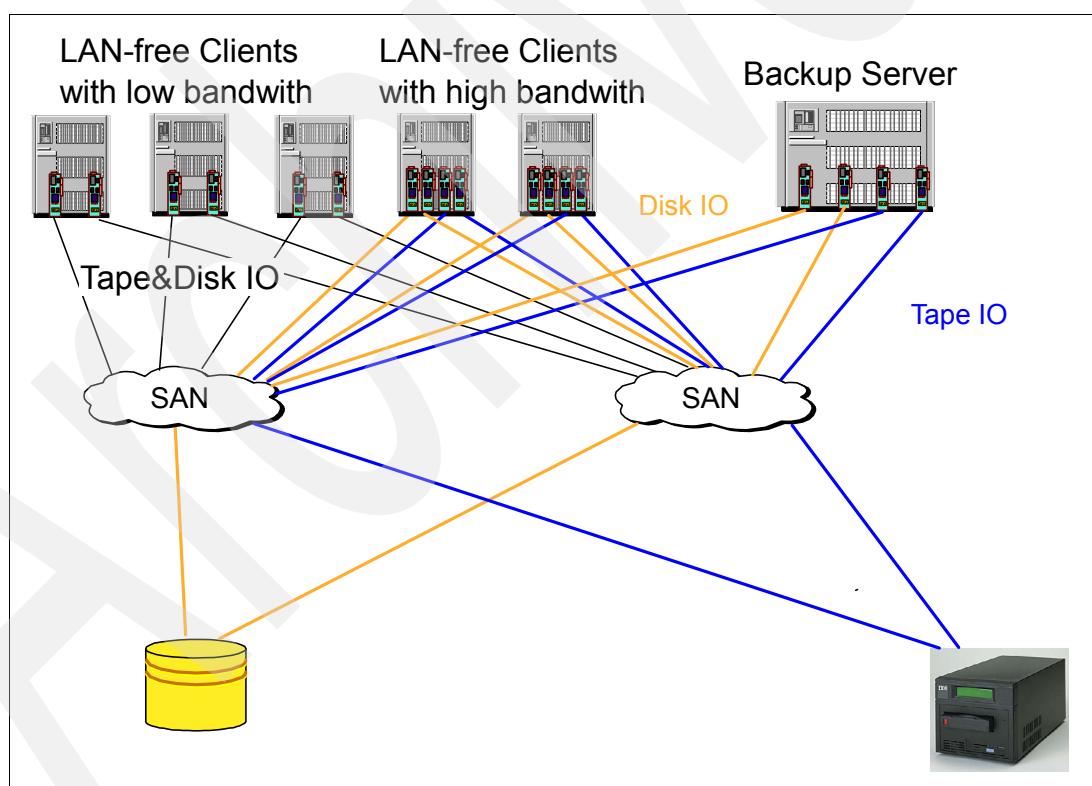 LAN-free Clients
with low bandwith
LAN-free Clients
with high bandwith
Backup Server
Disk IO
Tape&Disk IO
Tape IO
SAN
SAN
IBM